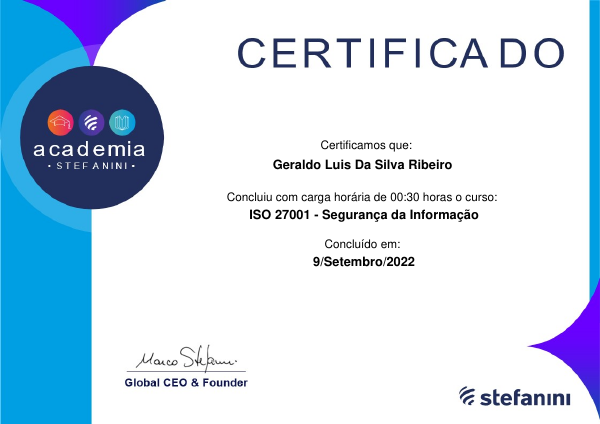 CERTIFICADO
academia
• STEFANINI •
Certificamos que:
Geraldo Luis Da Silva Ribeiro
Concluiu com carga horária de 00:30 horas o curso:
ISO 27001 - Segurança da Informação
Concluído em:
9/Setembro/2022
Marco Stefanini
Global CEO & Founder
stefanini